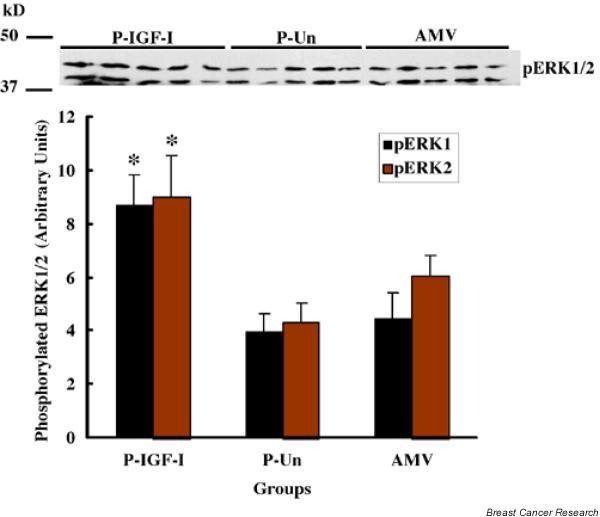 kD
50
P-IGF-I P-Un AMV
pERK1/2
37
Phosphorylated ERK1/2 (Arbitrary Units)
12
10
8
6
4
2
0
* *
pERK1
pERK2
P-IGF-I P-Un AMV
Groups
Breast Cancer Research